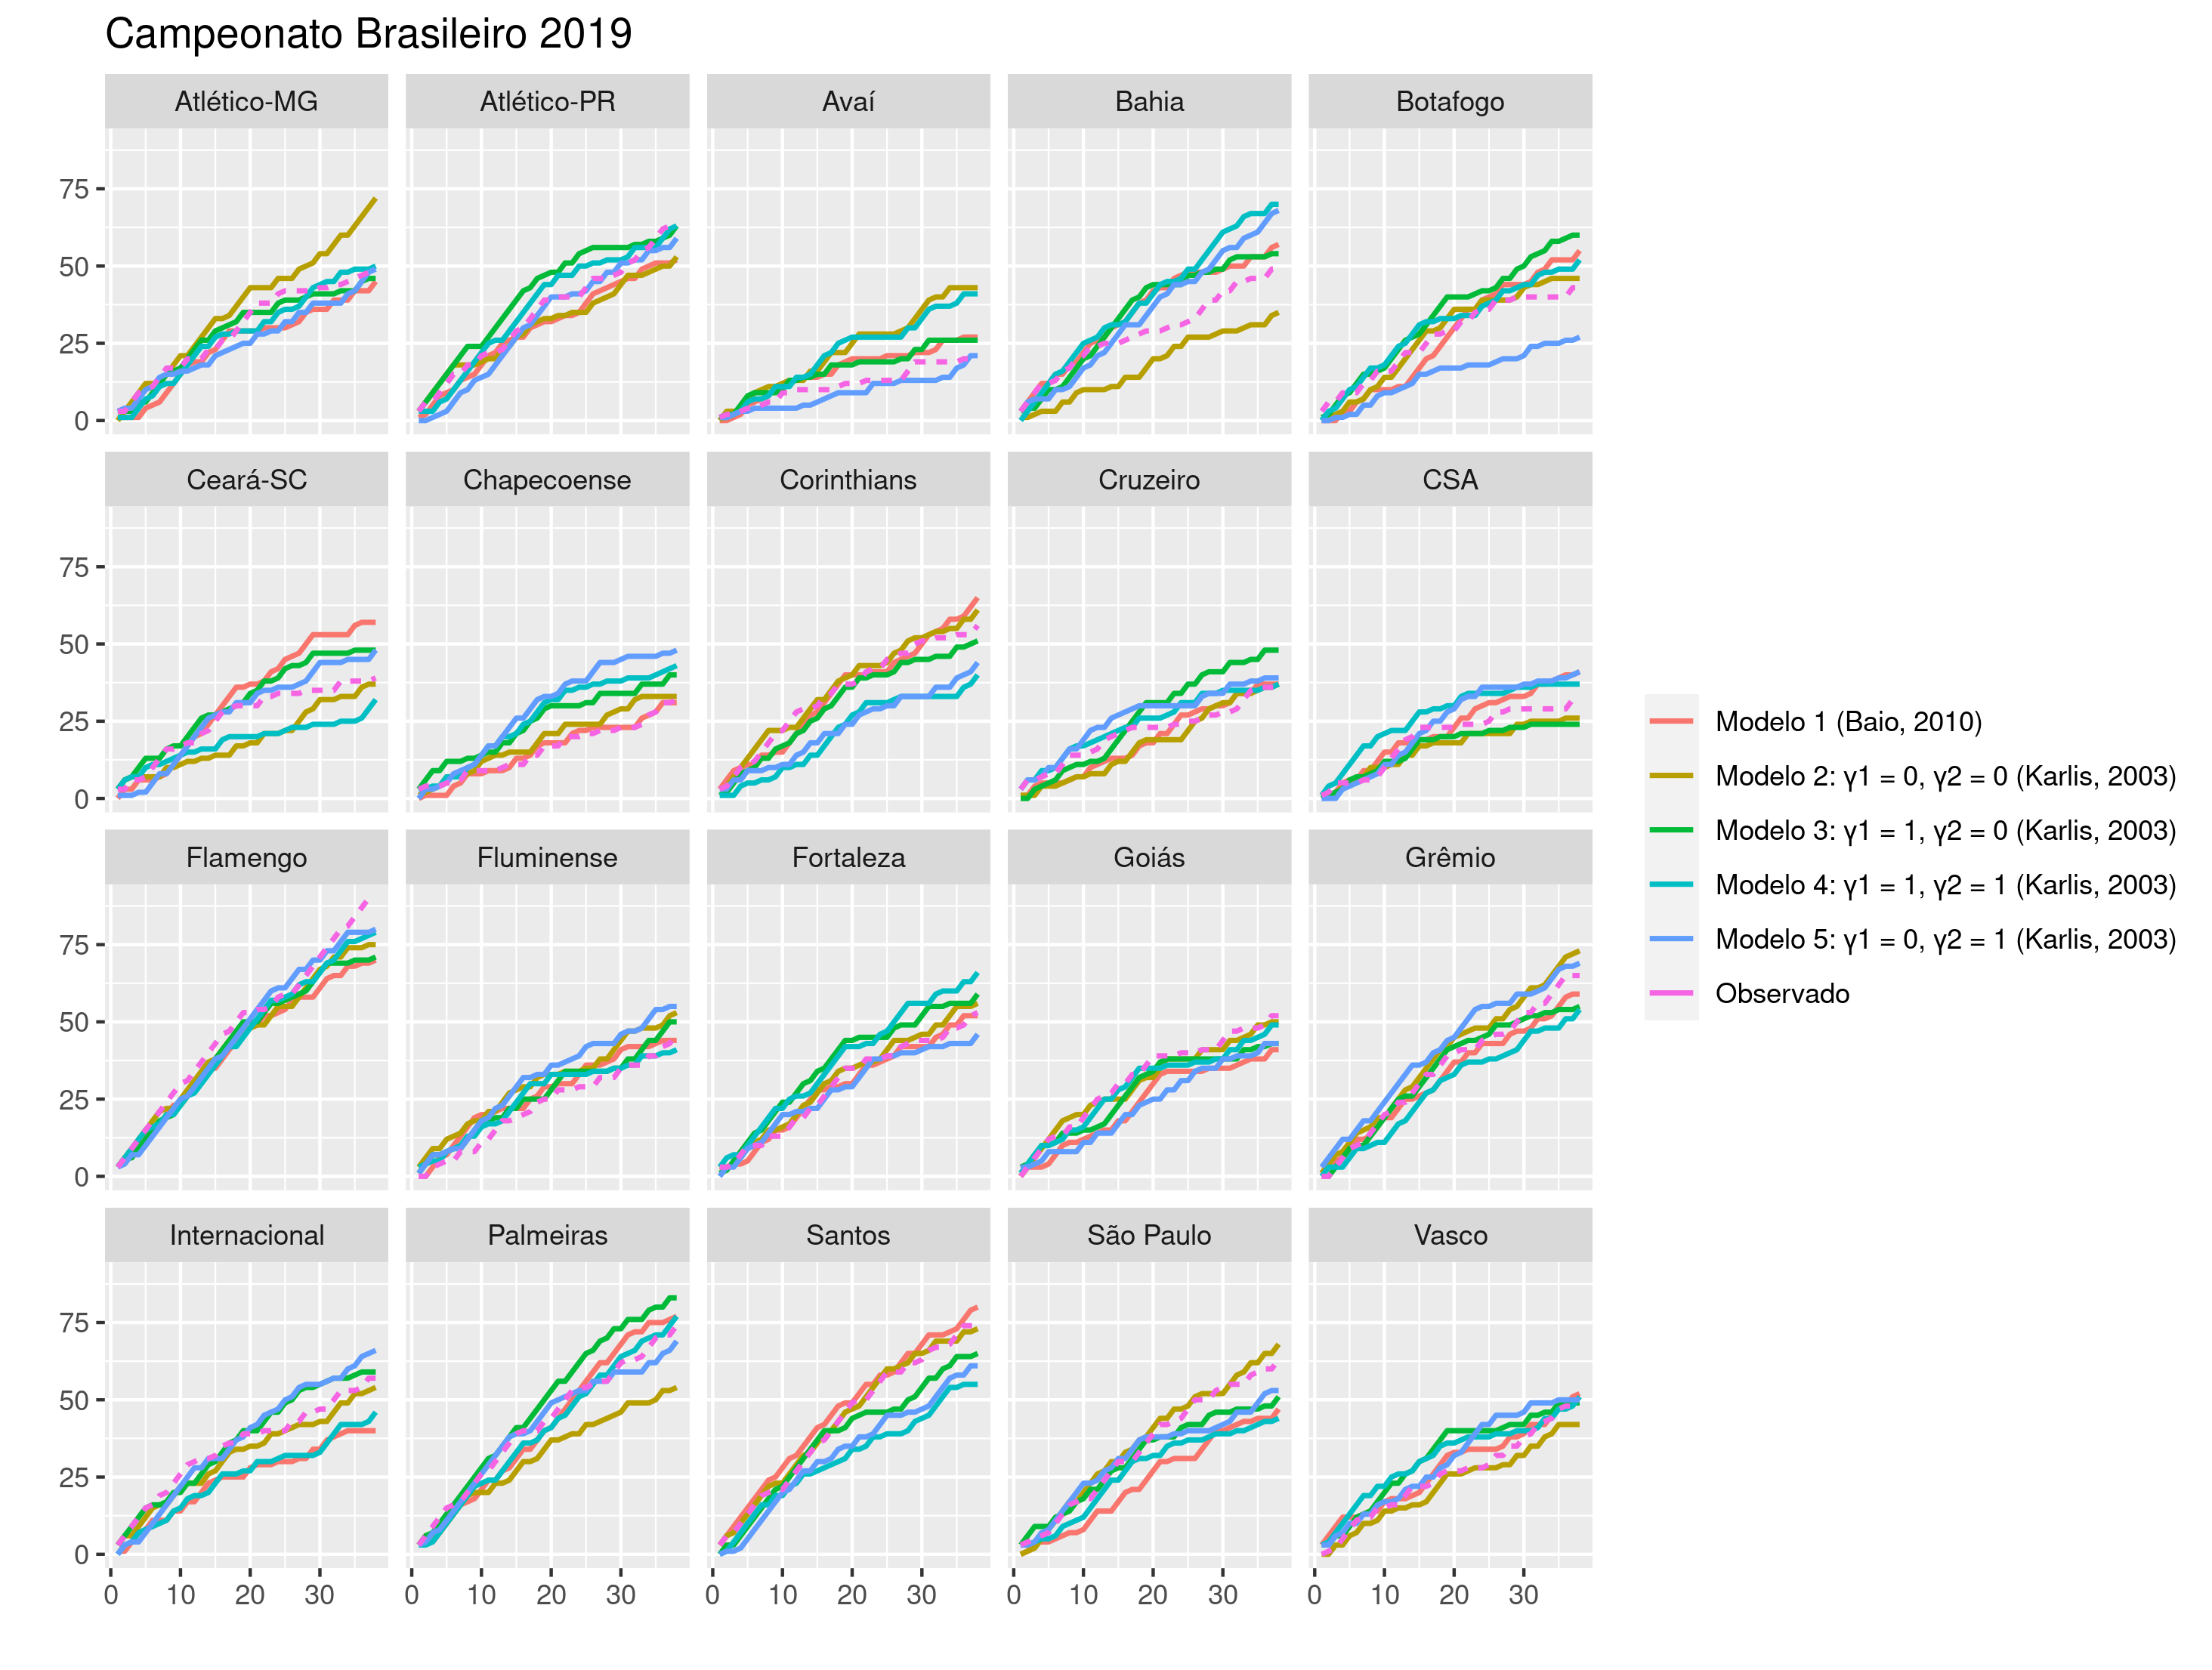 Campeonato Brasileiro 2019
Atlético-MG Atlético-PR Avaí Bahia Botafogo
75
50
25
0
Ceará-SC Chapecoense Corinthians Cruzeiro CSA
75
50
25
0
Flamengo Fluminense Fortaleza Goiás Grêmio
75
50
25
0
Internacional Palmeiras Santos São Paulo Vasco
75
50
25
0
0 10 20 30 0 10 20 30 0 10 20 30 0 10 20 30 0 10 20 30
Modelo 1 (Baio, 2010)
Modelo 2: γ1 = 0, γ2 = 0 (Karlis, 2003)
Modelo 3: γ1 = 1, γ2 = 0 (Karlis, 2003)
Modelo 4: γ1 = 1, γ2 = 1 (Karlis, 2003)
Modelo 5: γ1 = 0, γ2 = 1 (Karlis, 2003)
Observado